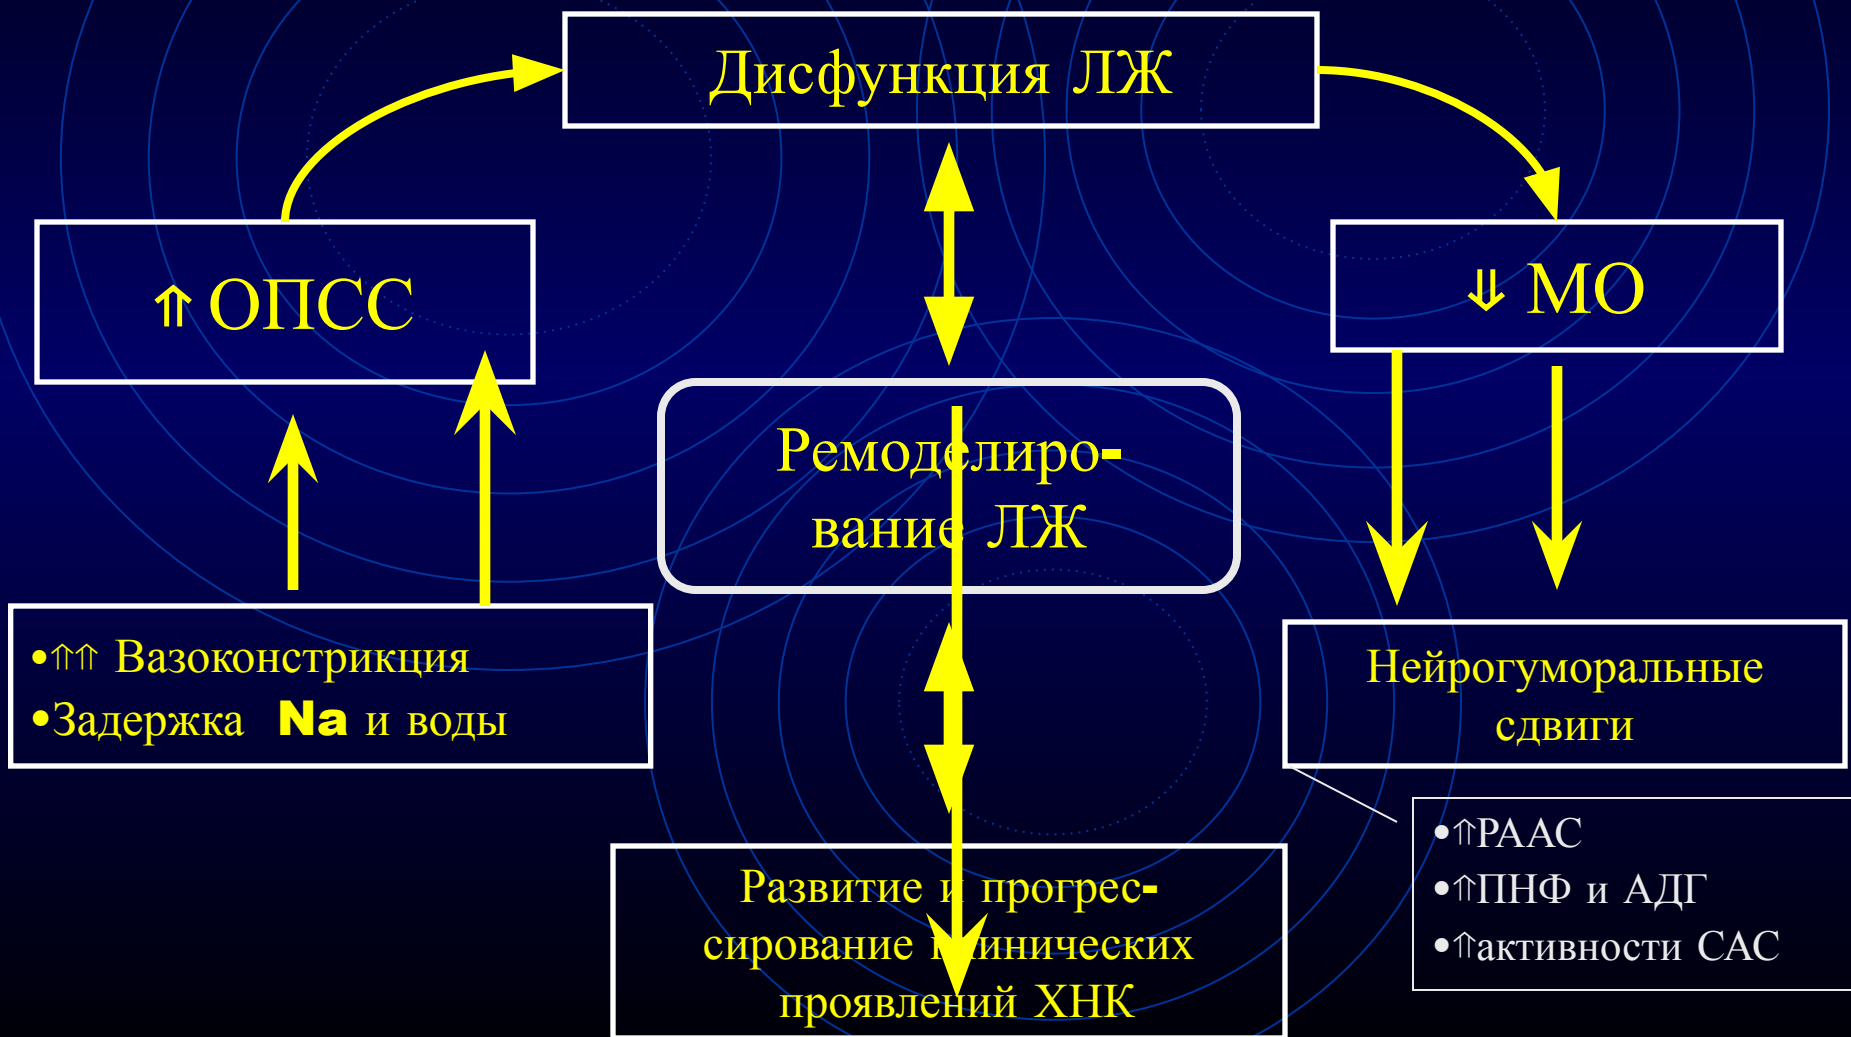 Дисфункция ЛЖ
⇑ ОПСС
⇓ МО
Ремоделиро-
вание ЛЖ
•⇑⇑ Вазоконстрикция
•Задержка Na и воды
Нейрогуморальные
сдвиги
•⇑РААС
•⇑ПНФ и АДГ
•⇑активности САС
Развитие и прогрес-
сирование клинических
проявлений ХНК